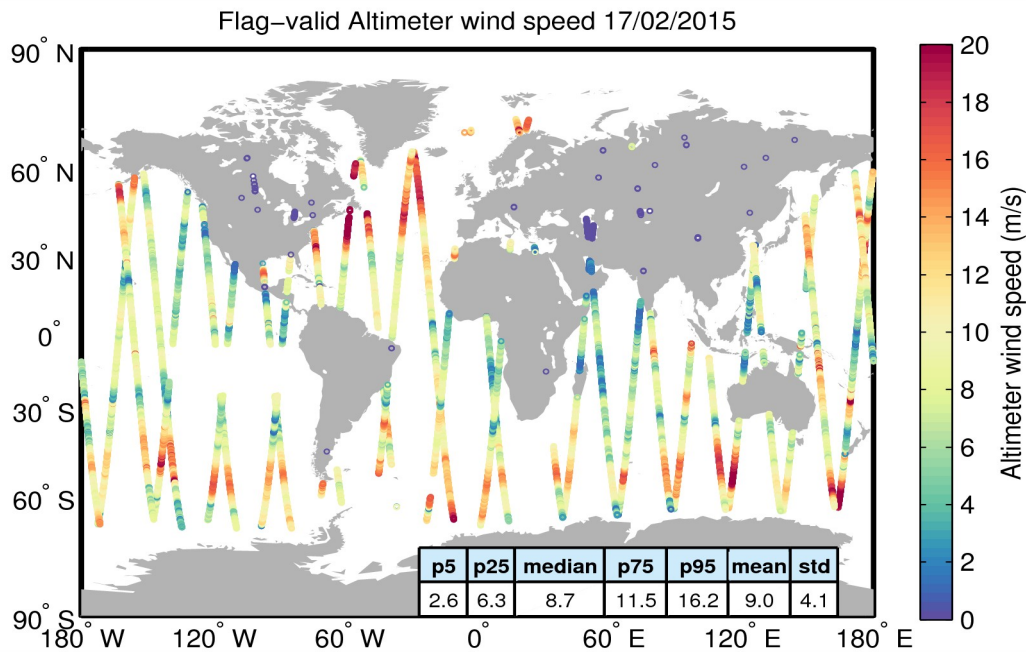 Flag−valid Altimeter wind speed 17/02/2015
90° N
60° N
30° N
0°
30° S
60° S
90° S
180° W
120° W
60° W
0°
60° E
120° E
180° E
p5 p25 median p75 p95 mean std
2.6 6.3 8.7 11.5 16.2 9.0 4.1
20
18
16
14
12
10
8
6
4
2
0
Altimeter wind speed (m/s)